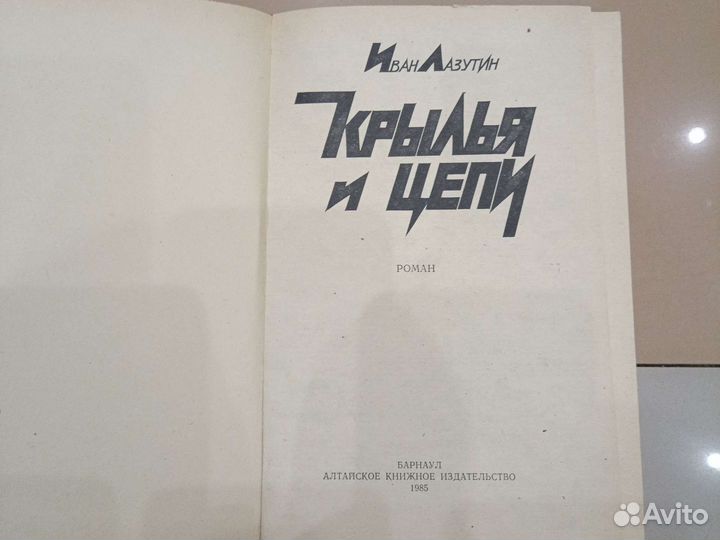 Иван Лазутин
КРЫЛЬЯ
и ЦЕПИ
РОМАН
БАРНАУЛ
АЛТАЙСКОЕ КНИЖНОЕ ИЗДАТЕЛЬСТВО
1985
Avito